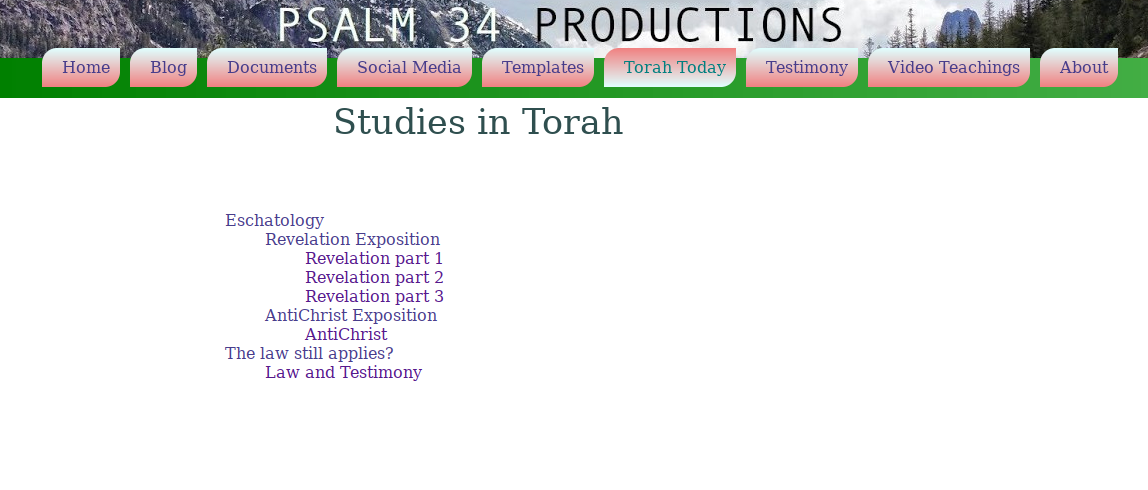 PSALM 34 PRODUCTIONS
Home Blog Documents Social Media Templates Torah Today Testimony Video Teachings About
Studies in Torah
Eschatology
Revelation Exposition
Revelation part 1
Revelation part 2
Revelation part 3
AntiChrist Exposition
AntiChrist
The law still applies?
Law and Testimony